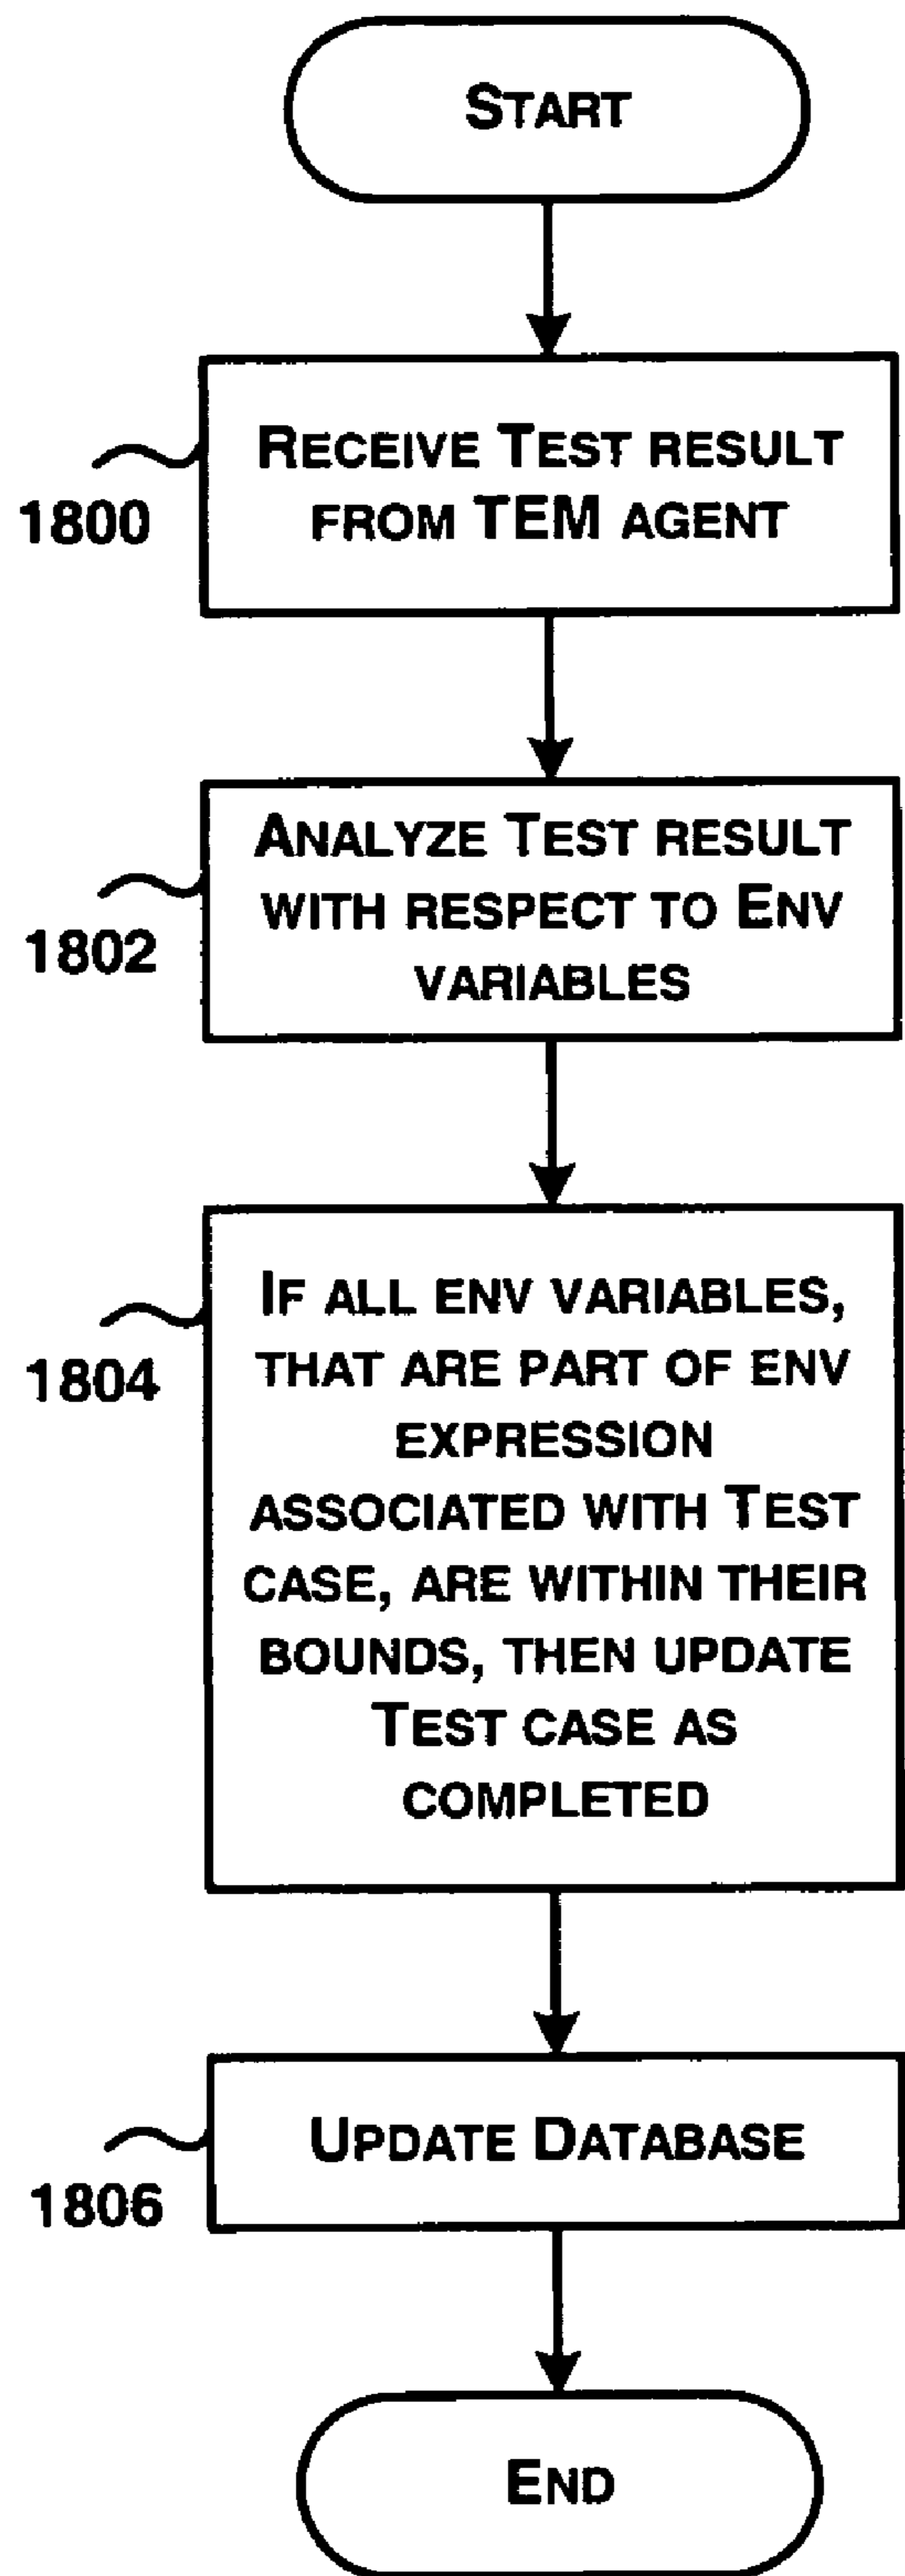 START
RECEIVE TEST RESULT
FROM TEM AGENT
1800
ANALYZE TEST RESULT
WITH RESPECT TO ENV
VARIABLES
1802
IF ALL ENV VARIABLES,
THAT ARE PART OF ENV
EXPRESSION
ASSOCIATED WITH TEST
CASE, ARE WITHIN THEIR
BOUNDS, THEN UPDATE
TEST CASE AS
COMPLETED
1804
UPDATE DATABASE
1806
END